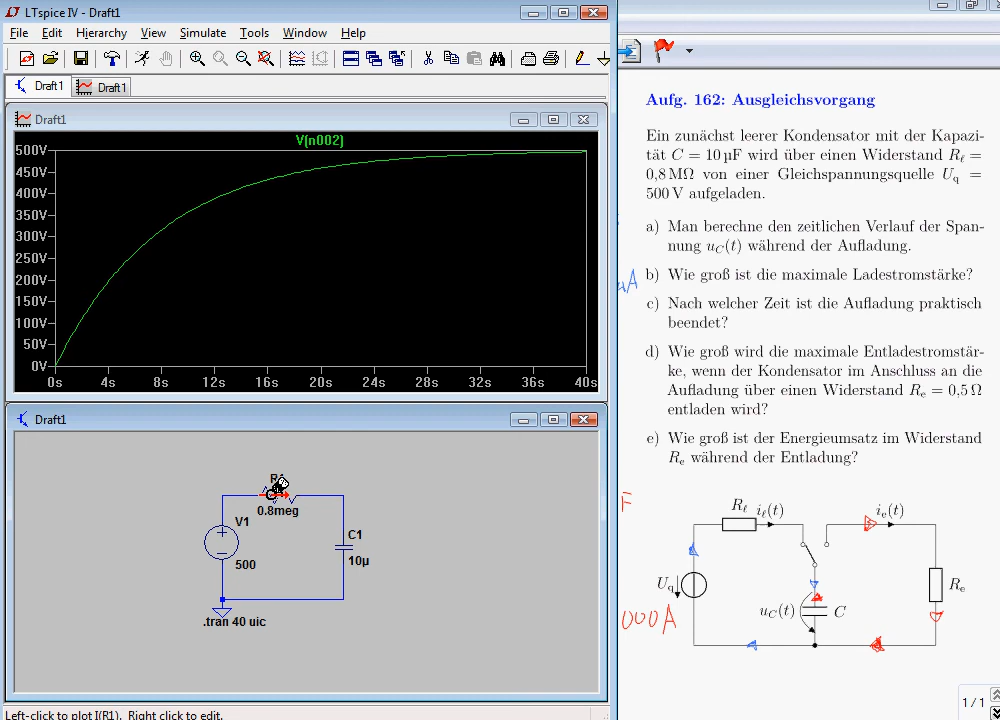 LTspice IV - Draft1
File Edit Hierarchy View Simulate Tools Window Help
Draft1 Draft1
Draft1
V(n002)
500V
450V
400V
350V
300V
250V
200V
150V
100V
50V
0V
0s 4s 8s 12s 16s 20s 24s 28s 32s 36s 40s
Draft1
0.8meg
V1
500
C1
10µ
.tran 40 uic
Left-click to plot I(R1). Right click to edit.
Aufg. 162: Ausgleichsvorgang
Ein zunächst leerer Kondensator mit der Kapazi-
tät C = 10 µF wird über einen Widerstand Rℓ =
0,8 MΩ von einer Gleichspannungsquelle Uq =
500 V aufgeladen.
a) Man berechne den zeitlichen Verlauf der Span-
nung uC(t) während der Aufladung.
b) Wie groß ist die maximale Ladestromstärke?
c) Nach welcher Zeit ist die Aufladung praktisch
beendet?
d) Wie groß wird die maximale Entladestromstär-
ke, wenn der Kondensator im Anschluss an die
Aufladung über einen Widerstand Re = 0,5 Ω
entladen wird?
e) Wie groß ist der Energieumsatz im Widerstand
Re während der Entladung?
µA
F
000A
Rℓ iℓ(t) ie(t)
Uq Re
uC(t) C
1/1